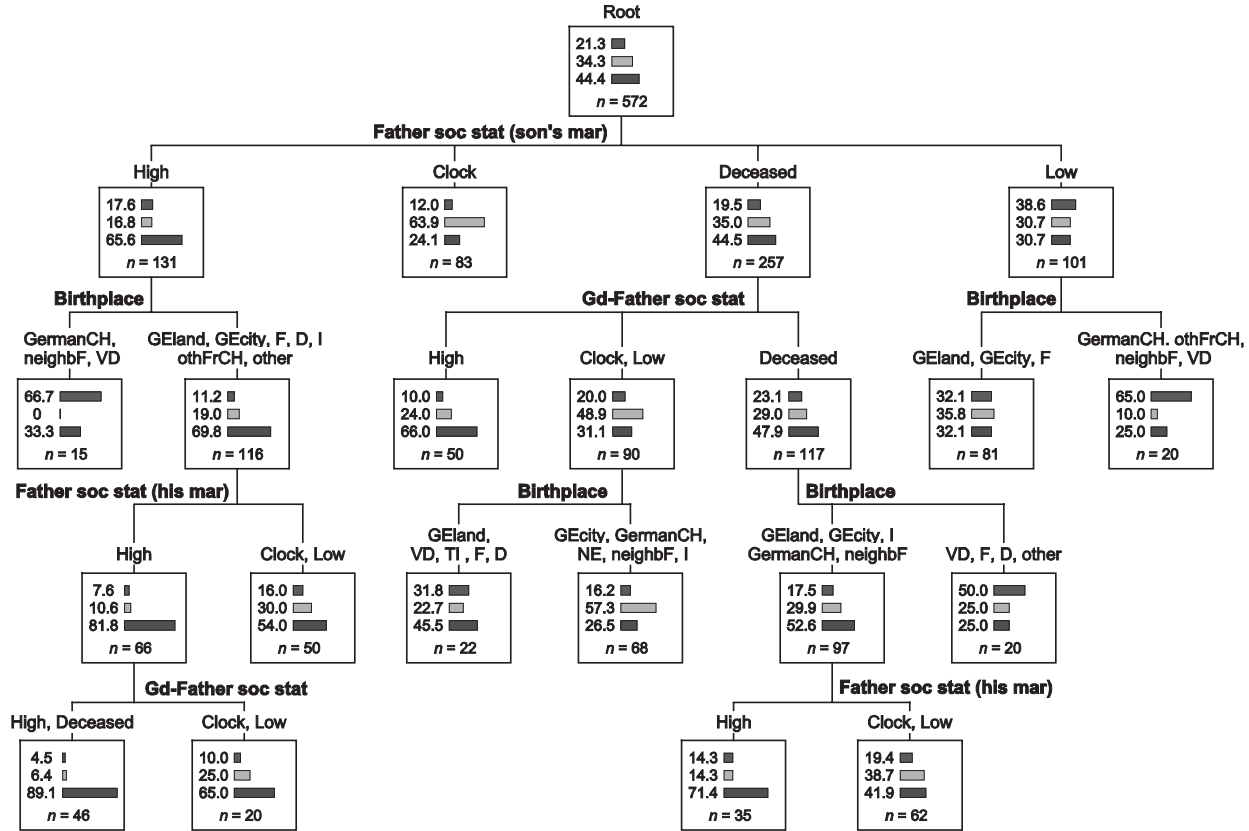 Root
21.3
34.3
44.4
n = 572
Father soc stat (son's mar)
High
Clock
Deceased
Low
17.6
16.8
65.6
n = 131
12.0
63.9
24.1
n = 83
19.5
35.0
44.5
n = 257
38.6
30.7
30.7
n = 101
Birthplace
Gd-Father soc stat
Birthplace
GermanCH,
neighbF, VD
GEland, GEcity, F, D, I
othFrCH, other
High
Clock, Low
Deceased
GEland, GEcity, F
GermanCH. othFrCH,
neighbF, VD
66.7
0
33.3
n = 15
11.2
19.0
69.8
n = 116
10.0
24.0
66.0
n = 50
20.0
48.9
31.1
n = 90
23.1
29.0
47.9
n = 117
32.1
35.8
32.1
n = 81
65.0
10.0
25.0
n = 20
Father soc stat (his mar)
Birthplace
Birthplace
High
Clock, Low
GEland,
VD, TI , F, D
GEcity, GermanCH,
NE, neighbF, I
GEland, GEcity, I
GermanCH, neighbF
VD, F, D, other
7.6
10.6
81.8
n = 66
16.0
30.0
54.0
n = 50
31.8
22.7
45.5
n = 22
16.2
57.3
26.5
n = 68
17.5
29.9
52.6
n = 97
50.0
25.0
25.0
n = 20
Gd-Father soc stat
Father soc stat (his mar)
High, Deceased
Clock, Low
High
Clock, Low
4.5
6.4
89.1
n = 46
10.0
25.0
65.0
n = 20
14.3
14.3
71.4
n = 35
19.4
38.7
41.9
n = 62